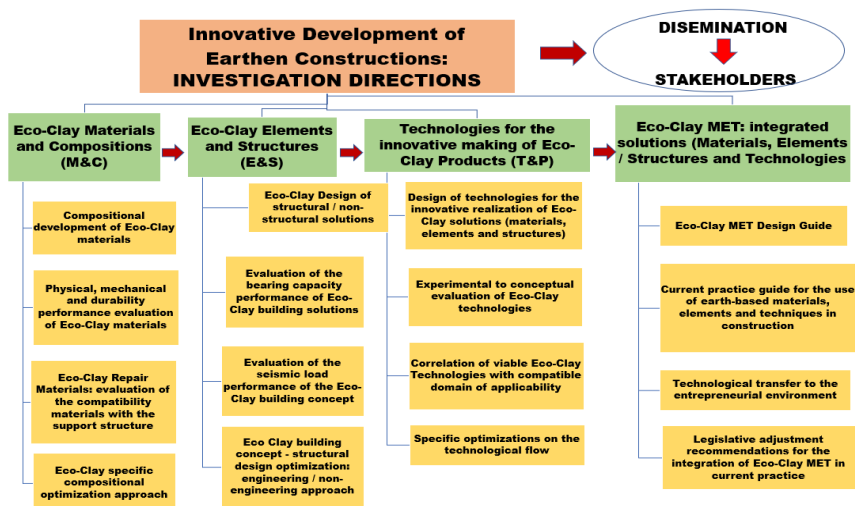 Innovative Development of
Earthen Constructions:
INVESTIGATION DIRECTIONS
DISEMINATION
STAKEHOLDERS
Eco-Clay Materials
and Compositions
(M&C)
Eco-Clay Elements
and Structures
(E&S)
Technologies for the
innovative making of Eco-
Clay Products (T&P)
Eco-Clay MET: integrated
solutions (Materials, Elements
/ Structures and Technologies
Compositional
development of Eco-Clay
materials
Physical, mechanical
and durability
performance evaluation
of Eco-Clay materials
Eco-Clay Repair
Materials: evaluation of
the compatibility
materials with the
support structure
Eco-Clay specific
compositional
optimization approach
Eco-Clay Design of
structural / non-
structural solutions
Evaluation of the
bearing capacity
performance of Eco-
Clay building solutions
Evaluation of the
seismic load
performance of the Eco-
Clay building concept
Eco Clay building
concept - structural
design optimization:
engineering / non-
engineering approach
Design of technologies for the
innovative realization of Eco-
Clay solutions (materials,
elements and structures)
Experimental to conceptual
evaluation of Eco-Clay
technologies
Correlation of viable Eco-Clay
Technologies with compatible
domain of applicability
Specific optimizations on the
technological flow
Eco-Clay MET Design Guide
Current practice guide for the use
of earth-based materials,
elements and techniques in
construction
Technological transfer to the
entrepreneurial environment
Legislative adjustment
recommendations for the
integration of Eco-Clay MET in
current practice